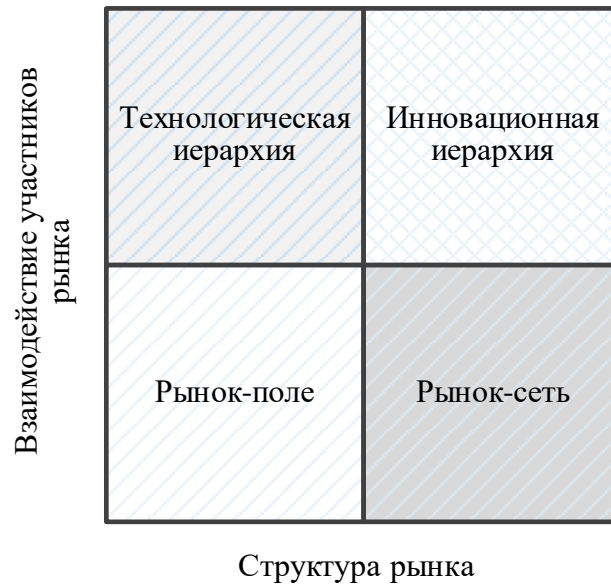 Взаимодействие участников
рынка
Технологическая
иерархия
Инновационная
иерархия
Рынок-поле
Рынок-сеть
Структура рынка